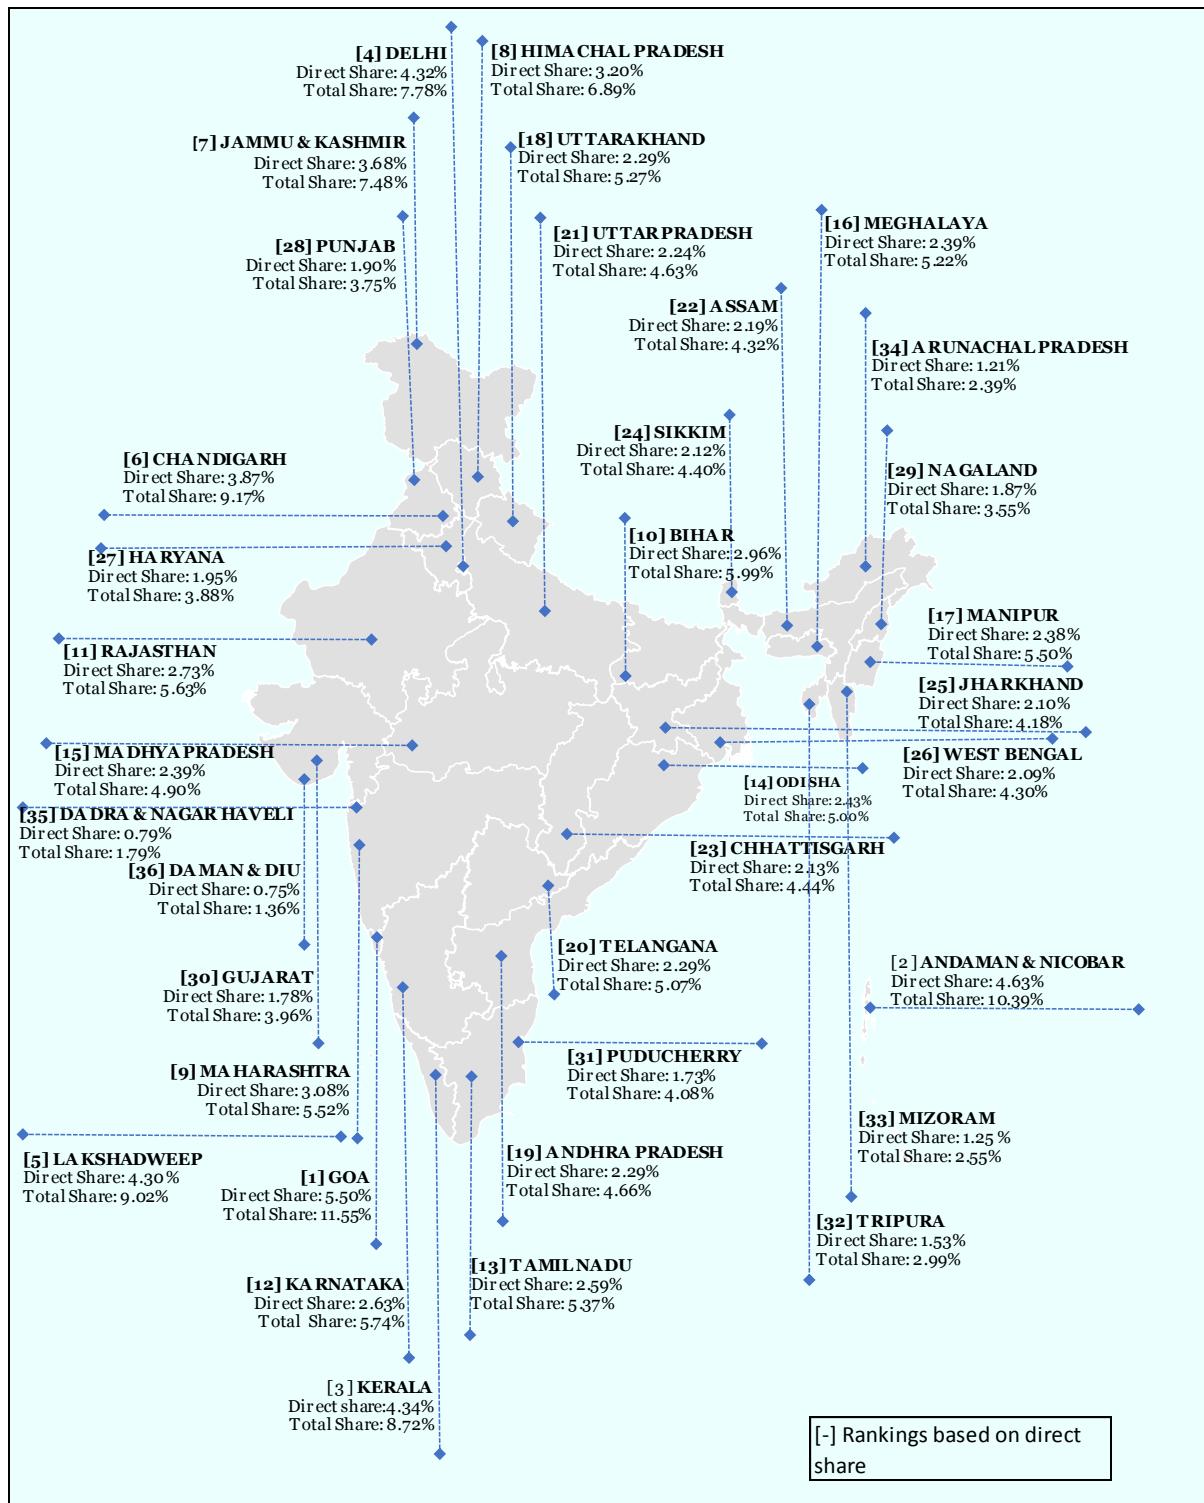 [4] DELHI
Direct Share: 4.32%
Total Share: 7.78%
[8] HIMACHAL PRADESH
Direct Share: 3.20%
Total Share: 6.89%
[7] JAMMU & KASHMIR
Direct Share: 3.68%
Total Share: 7.48%
[18] UTTARAKHAND
Direct Share: 2.29%
Total Share: 5.27%
[28] PUNJAB
Direct Share: 1.90%
Total Share: 3.75%
[21] UTTAR PRADESH
Direct Share: 2.24%
Total Share: 4.63%
[16] MEGHALAYA
Direct Share: 2.39%
Total Share: 5.22%
[22] ASSAM
Direct Share: 2.19%
Total Share: 4.32%
[34] ARUNACHAL PRADESH
Direct Share: 1.21%
Total Share: 2.39%
[24] SIKKIM
Direct Share: 2.12%
Total Share: 4.40%
[6] CHANDIGARH
Direct Share: 3.87%
Total Share: 9.17%
[29] NAGALAND
Direct Share: 1.87%
Total Share: 3.55%
[10] BIHAR
Direct Share: 2.96%
Total Share: 5.99%
[27] HARYANA
Direct Share: 1.95%
Total Share: 3.88%
[17] MANIPUR
Direct Share: 2.38%
Total Share: 5.50%
[11] RAJASTHAN
Direct Share: 2.73%
Total Share: 5.63%
[25] JHARKHAND
Direct Share: 2.10%
Total Share: 4.18%
[15] MADHYA PRADESH
Direct Share: 2.39%
Total Share: 4.90%
[26] WEST BENGAL
Direct Share: 2.09%
Total Share: 4.30%
[14] ODISHA
Direct Share: 2.43%
Total Share: 5.00%
[35] DADRA & NAGAR HAVELI
Direct Share: 0.79%
Total Share: 1.79%
[23] CHHATTISGARH
Direct Share: 2.13%
Total Share: 4.44%
[36] DAMAN & DIU
Direct Share: 0.75%
Total Share: 1.36%
[20] TELANGANA
Direct Share: 2.29%
Total Share: 5.07%
[2] ANDAMAN & NICOBAR
Direct Share: 4.63%
Total Share: 10.39%
[30] GUJARAT
Direct Share: 1.78%
Total Share: 3.96%
[31] PUDUCHERRY
Direct Share: 1.73%
Total Share: 4.08%
[9] MAHARASHTRA
Direct Share: 3.08%
Total Share: 5.52%
[33] MIZORAM
Direct Share: 1.25 %
Total Share: 2.55%
[5] LAKSHADWEEP
Direct Share: 4.30%
Total Share: 9.02%
[1] GOA
Direct Share: 5.50%
Total Share: 11.55%
[19] ANDHRA PRADESH
Direct Share: 2.29%
Total Share: 4.66%
[32] TRIPURA
Direct Share: 1.53%
Total Share: 2.99%
[13] TAMIL NADU
Direct Share: 2.59%
Total Share: 5.37%
[12] KARNATAKA
Direct Share: 2.63%
Total Share: 5.74%
[3] KERALA
Direct share:4.34%
Total Share: 8.72%
[-] Rankings based on direct
share